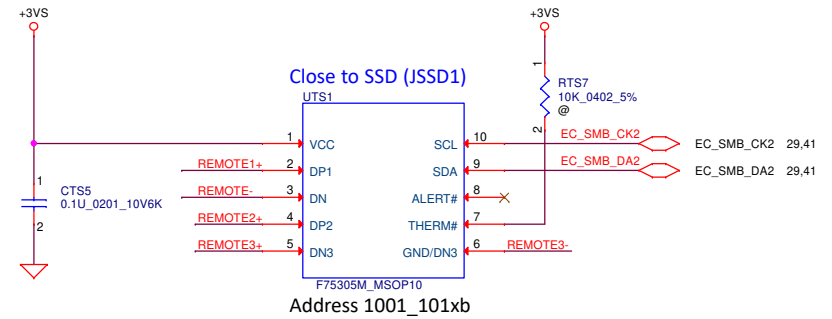 +3VS
+3VS
Close to SSD (JSSD1)
UTS1
1
RTS7
10K_0402_5%
@
2
1 VCC SCL 10 EC_SMB_CK2 EC_SMB_CK2 29,41
REMOTE1+ 2 DP1 SDA 9 EC_SMB_DA2 EC_SMB_DA2 29,41
1
CTS5
0.1U_0201_10V6K
2
REMOTE- 3 DN ALERT# 8
REMOTE2+ 4 DP2 THERM# 7
REMOTE3+ 5 DN3 GND/DN3 6 REMOTE3-
F75305M_MSOP10
Address 1001_101xb